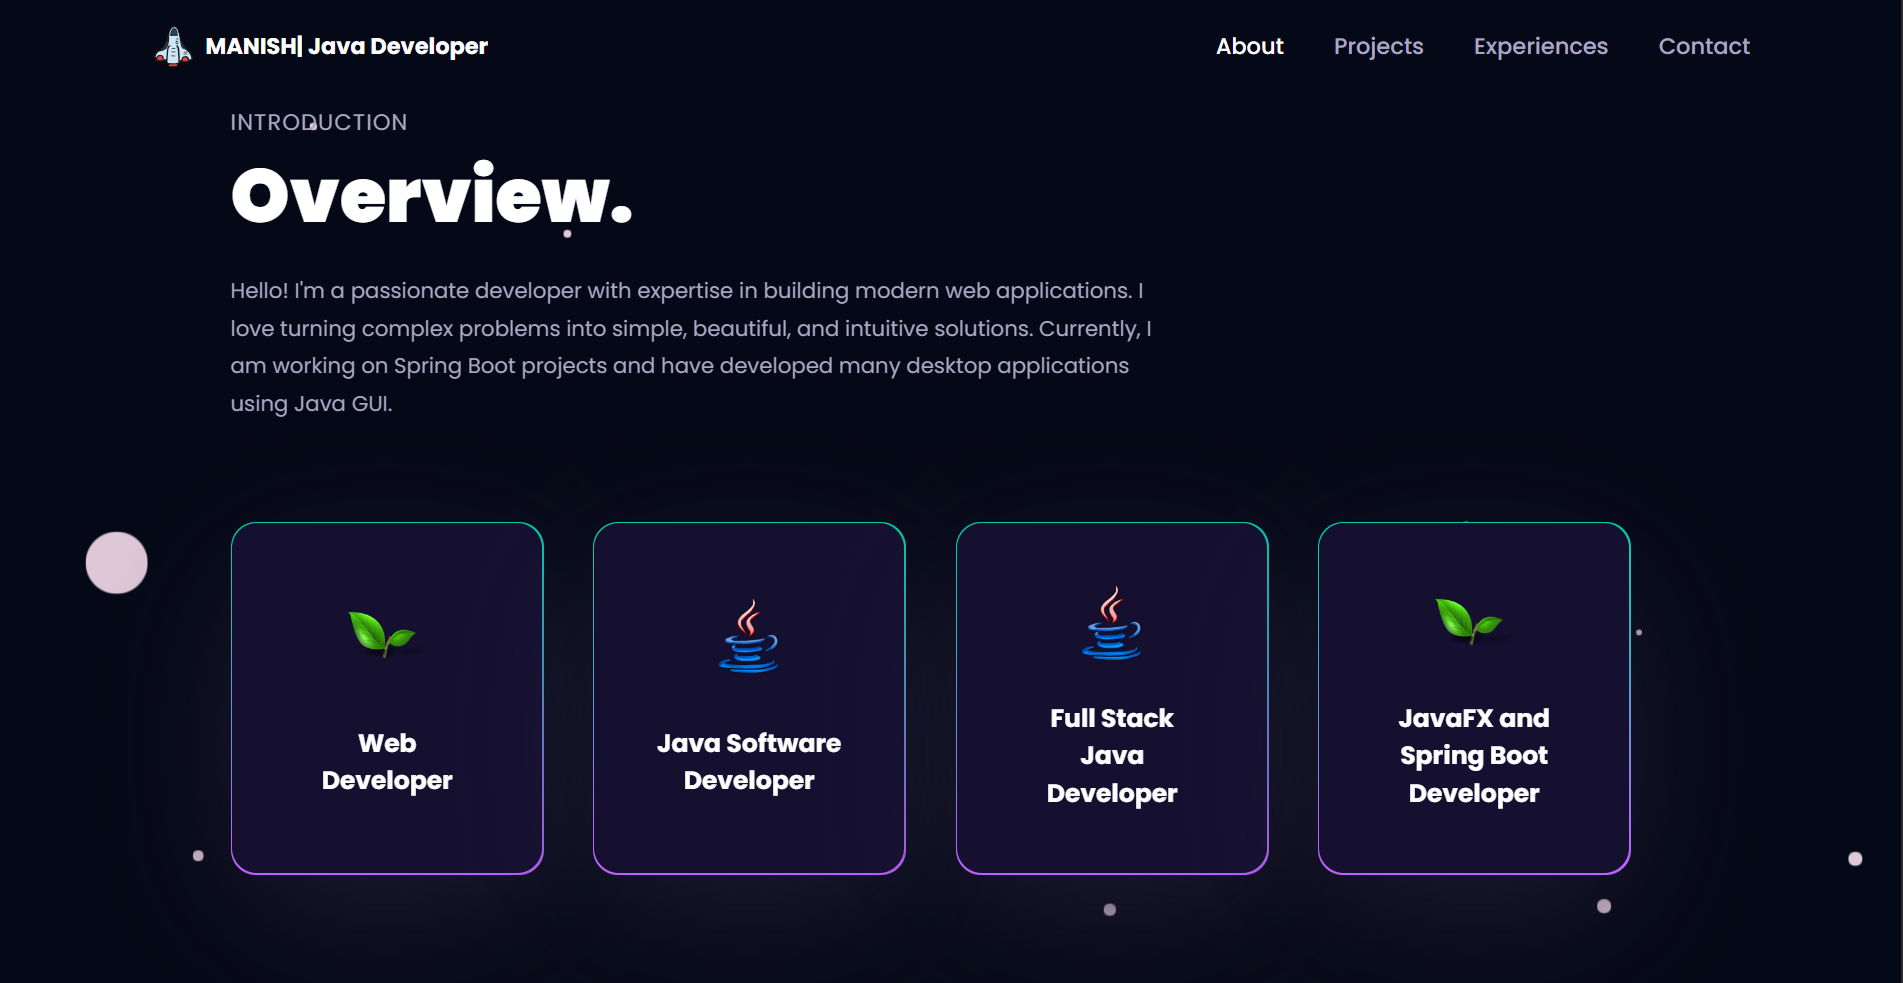 MANISH| Java Developer
About Projects Experiences Contact
INTRODUCTION
Overview.
Hello! I'm a passionate developer with expertise in building modern web applications. I
love turning complex problems into simple, beautiful, and intuitive solutions. Currently, I
am working on Spring Boot projects and have developed many desktop applications
using Java GUI.
Web
Developer
Java Software
Developer
Full Stack
Java
Developer
JavaFX and
Spring Boot
Developer